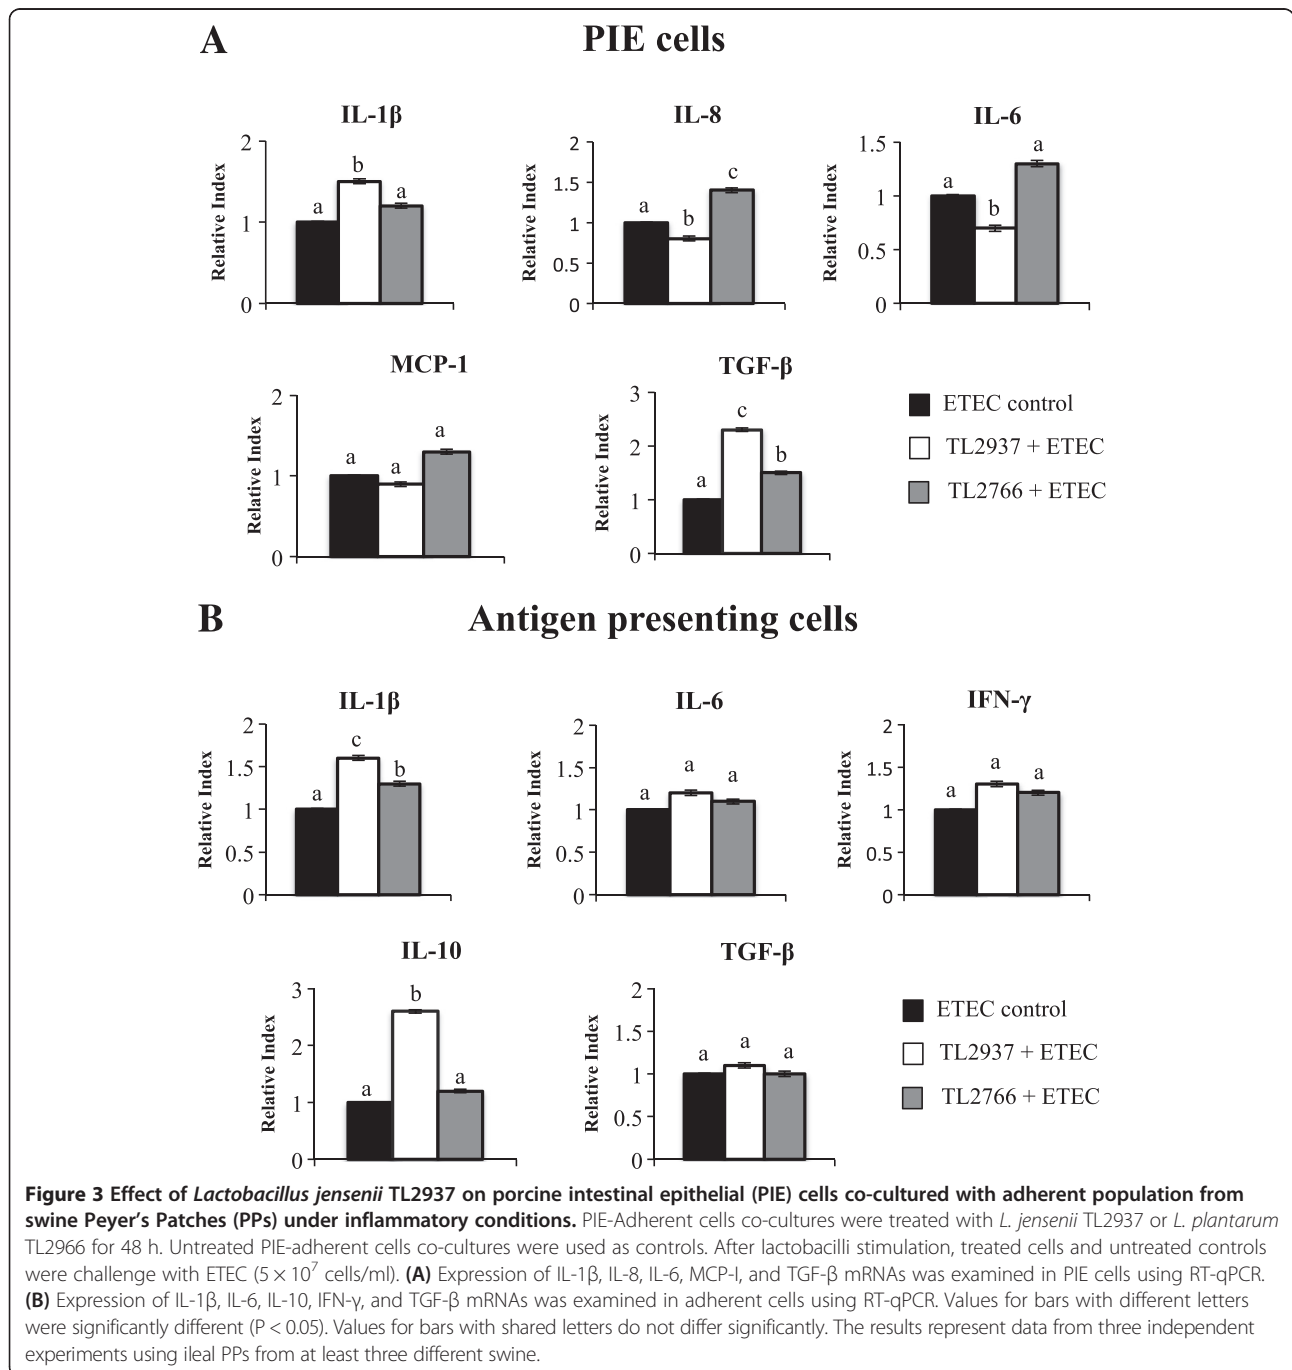 A
PIE cells
IL-1β
2
1
0
Relative Index
a
b
a
IL-8
2
1.5
1
0.5
0
Relative Index
a
b
c
IL-6
1.5
1
0.5
0
Relative Index
a
b
a
MCP-1
2
1
0
Relative Index
a
a
a
TGF-β
3
2
1
0
Relative Index
a
c
b
ETEC control
TL2937 + ETEC
TL2766 + ETEC
B
Antigen presenting cells
IL-1β
2
1.5
1
0.5
0
Relative Index
a
c
b
IL-6
2
1.5
1
0.5
0
Relative Index
a
a
a
IFN-γ
2
1.5
1
0.5
0
Relative Index
a
a
a
IL-10
3
2
1
0
Relative Index
a
b
a
TGF-β
2
1.5
1
0.5
0
Relative Index
a
a
a
ETEC control
TL2937 + ETEC
TL2766 + ETEC
Figure 3 Effect of Lactobacillus jensenii TL2937 on porcine intestinal epithelial (PIE) cells co-cultured with adherent population from
swine Peyer's Patches (PPs) under inflammatory conditions. PIE-Adherent cells co-cultures were treated with L. jensenii TL2937 or L. plantarum
TL2966 for 48 h. Untreated PIE-adherent cells co-cultures were used as controls. After lactobacilli stimulation, treated cells and untreated controls
were challenge with ETEC (5 × 10⁷ cells/ml). (A) Expression of IL-1β, IL-8, IL-6, MCP-I, and TGF-β mRNAs was examined in PIE cells using RT-qPCR.
(B) Expression of IL-1β, IL-6, IL-10, IFN-γ, and TGF-β mRNAs was examined in adherent cells using RT-qPCR. Values for bars with different letters
were significantly different (P < 0.05). Values for bars with shared letters do not differ significantly. The results represent data from three independent
experiments using ileal PPs from at least three different swine.